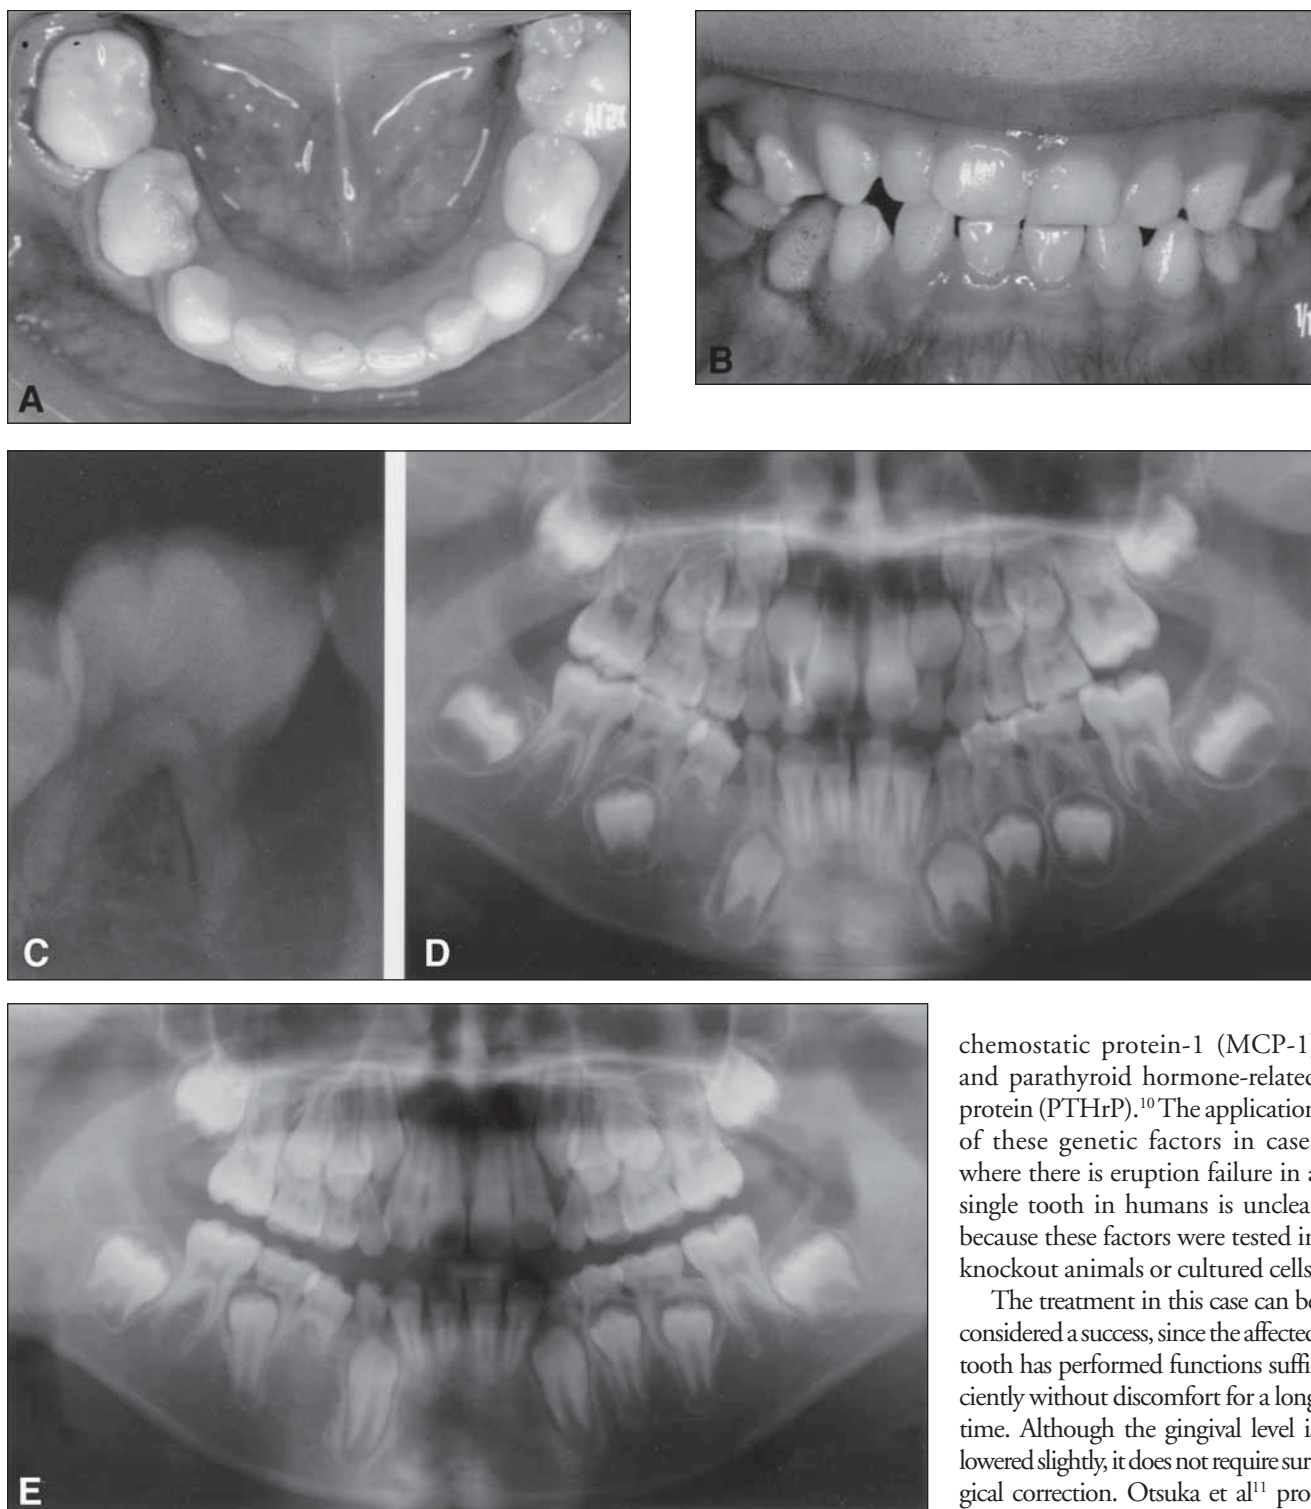 A
B
C
D
E
chemostatic protein-1 (MCP-1)
and parathyroid hormone-related
protein (PTHrP).10 The application
of these genetic factors in case
where there is eruption failure in a
single tooth in humans is unclea
because these factors were tested in
knockout animals or cultured cells
The treatment in this case can be
considered a success, since the affected
tooth has performed functions suffi
ciently without discomfort for a long
time. Although the gingival level i
lowered slightly, it does not require sur
gical correction. Otsuka et al11 pro